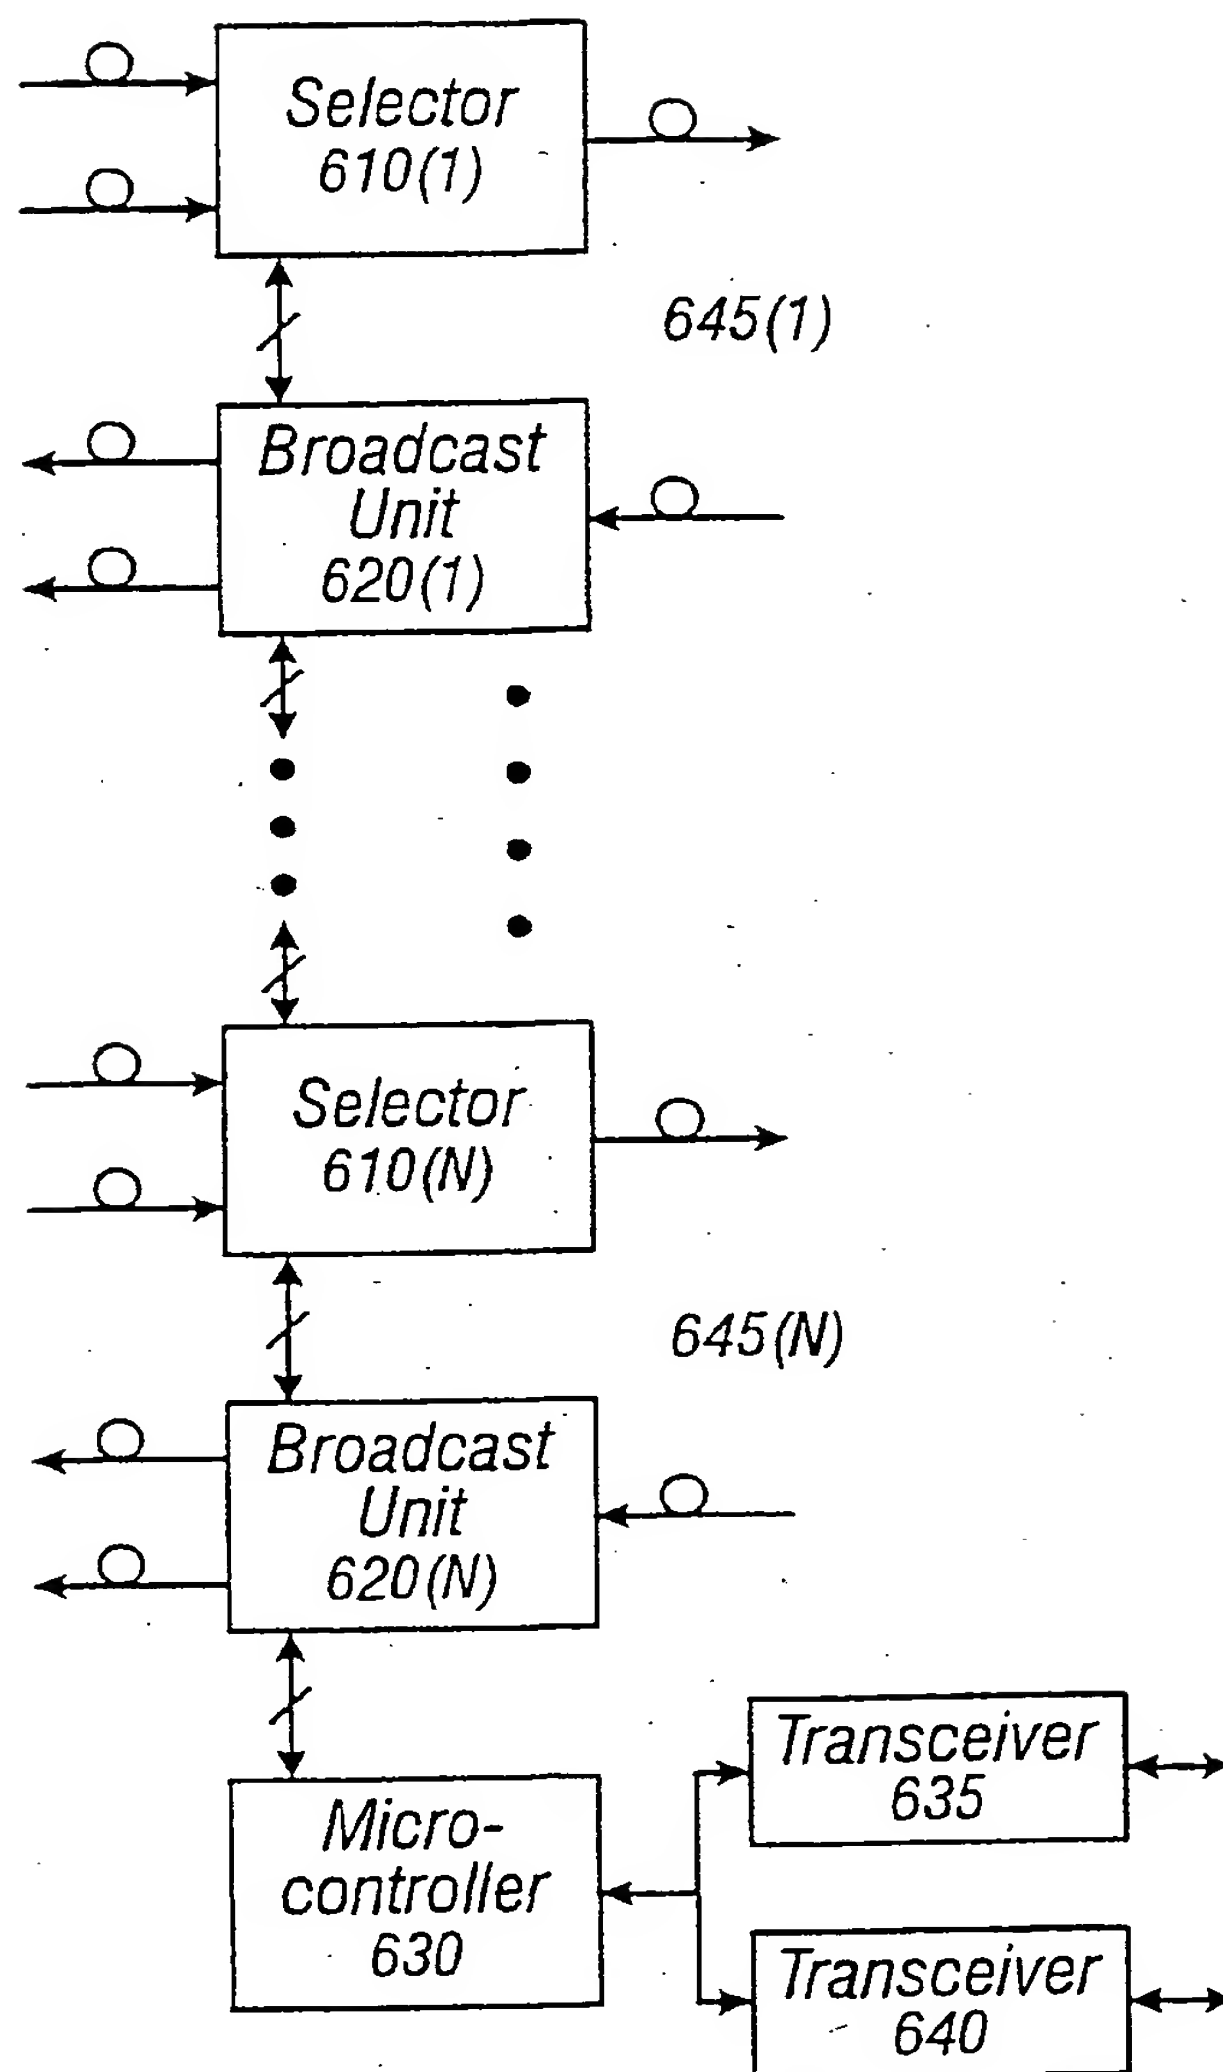 Selector
610(1)
645(1)
Broadcast
Unit
620(1)
Selector
610(N)
645(N)
Broadcast
Unit
620(N)
Transceiver
635
Micro-
controller
630
Transceiver
640